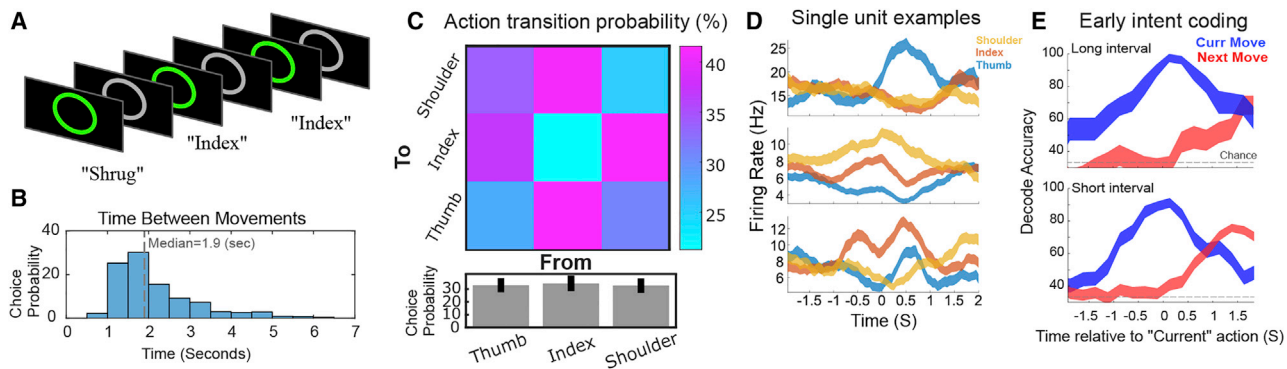 A
"Shrug"
"Index"
"Index"
B
Time Between Movements
Median=1.9 (sec)
Choice
Probability
40
20
0
0 1 2 3 4 5 6 7
Time (Seconds)
C
Action transition probability (%)
To
Shoulder
Index
Thumb
From
40
35
30
25
Choice
Probability
30
20
10
0
Thumb
Index
Shoulder
D
Single unit examples
Shoulder
Index
Thumb
Firing Rate (Hz)
25
20
15
10
8
6
4
12
10
8
6
-1.5 -1 -0.5 0 0.5 1 1.5 2
Time (S)
E
Early intent coding
Curr Move
Next Move
Long interval
Chance
Short interval
Decode Accuracy
100
80
60
40
100
80
60
40
-1.5 -1 -0.5 0 0.5 1 1.5
Time relative to "Current" action (S)